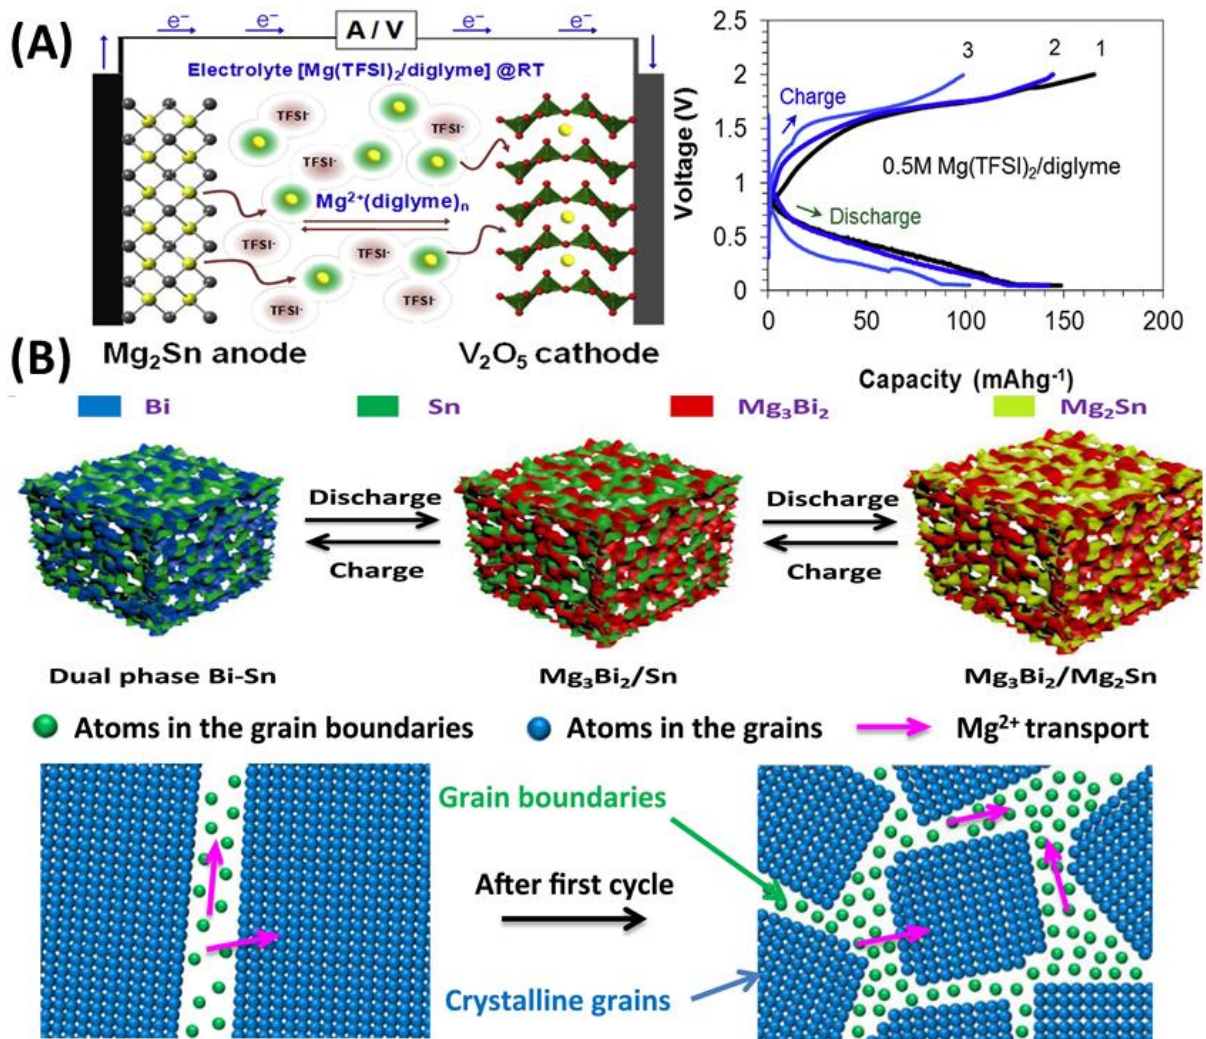 (A)
e⁻
e⁻
A / V
e⁻
e⁻
Electrolyte [Mg(TFSI)₂/diglyme] @RT
TFSI⁻
TFSI⁻
TFSI⁻
Mg²⁺(diglyme)ₙ
TFSI⁻
TFSI⁻
TFSI⁻
TFSI⁻
Mg₂Sn anode
V₂O₅ cathode
Voltage (V)
2.5
2
1.5
1
0.5
0
3
2
1
Charge
0.5M Mg(TFSI)₂/diglyme
Discharge
0
50
100
150
200
Capacity (mAhg⁻¹)
(B)
Bi
Sn
Mg₃Bi₂
Mg₂Sn
Discharge
Charge
Discharge
Charge
Dual phase Bi-Sn
Mg₃Bi₂/Sn
Mg₃Bi₂/Mg₂Sn
Atoms in the grain boundaries
Atoms in the grains
Mg²⁺ transport
Grain boundaries
After first cycle
Crystalline grains